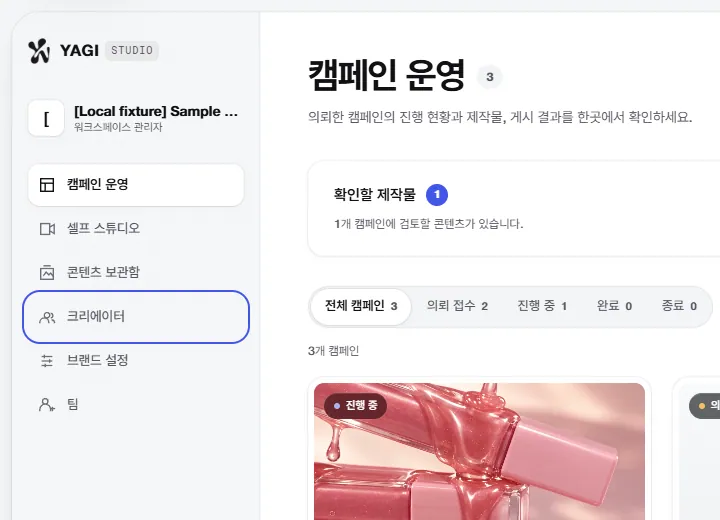 YAGI STUDIO
[
[Local fixture] Sample ...
워크스페이스 관리자
캠페인 운영
셀프 스튜디오
콘텐츠 보관함
크리에이터
브랜드 설정
팀
캠페인 운영 3
의뢰한 캠페인의 진행 현황과 제작물, 게시 결과를 한곳에서 확인하세요.
확인할 제작물 1
1개 캠페인에 검토할 콘텐츠가 있습니다.
전체 캠페인 3 의뢰 접수 2 진행 중 1 완료 0 종료 0
3개 캠페인
진행 중